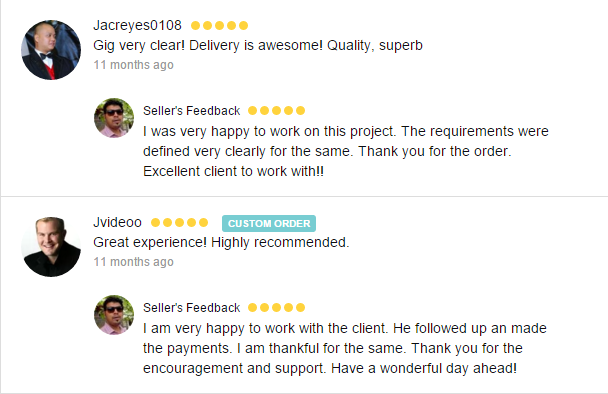 Jacreyes0108
Gig very clear! Delivery is awesome! Quality, superb
11 months ago
Seller's Feedback
I was very happy to work on this project. The requirements were
defined very clearly for the same. Thank you for the order.
Excellent client to work with!!
Jvideoo CUSTOM ORDER
Great experience! Highly recommended.
11 months ago
Seller's Feedback
I am very happy to work with the client. He followed up an made
the payments. I am thankful for the same. Thank you for the
encouragement and support. Have a wonderful day ahead!